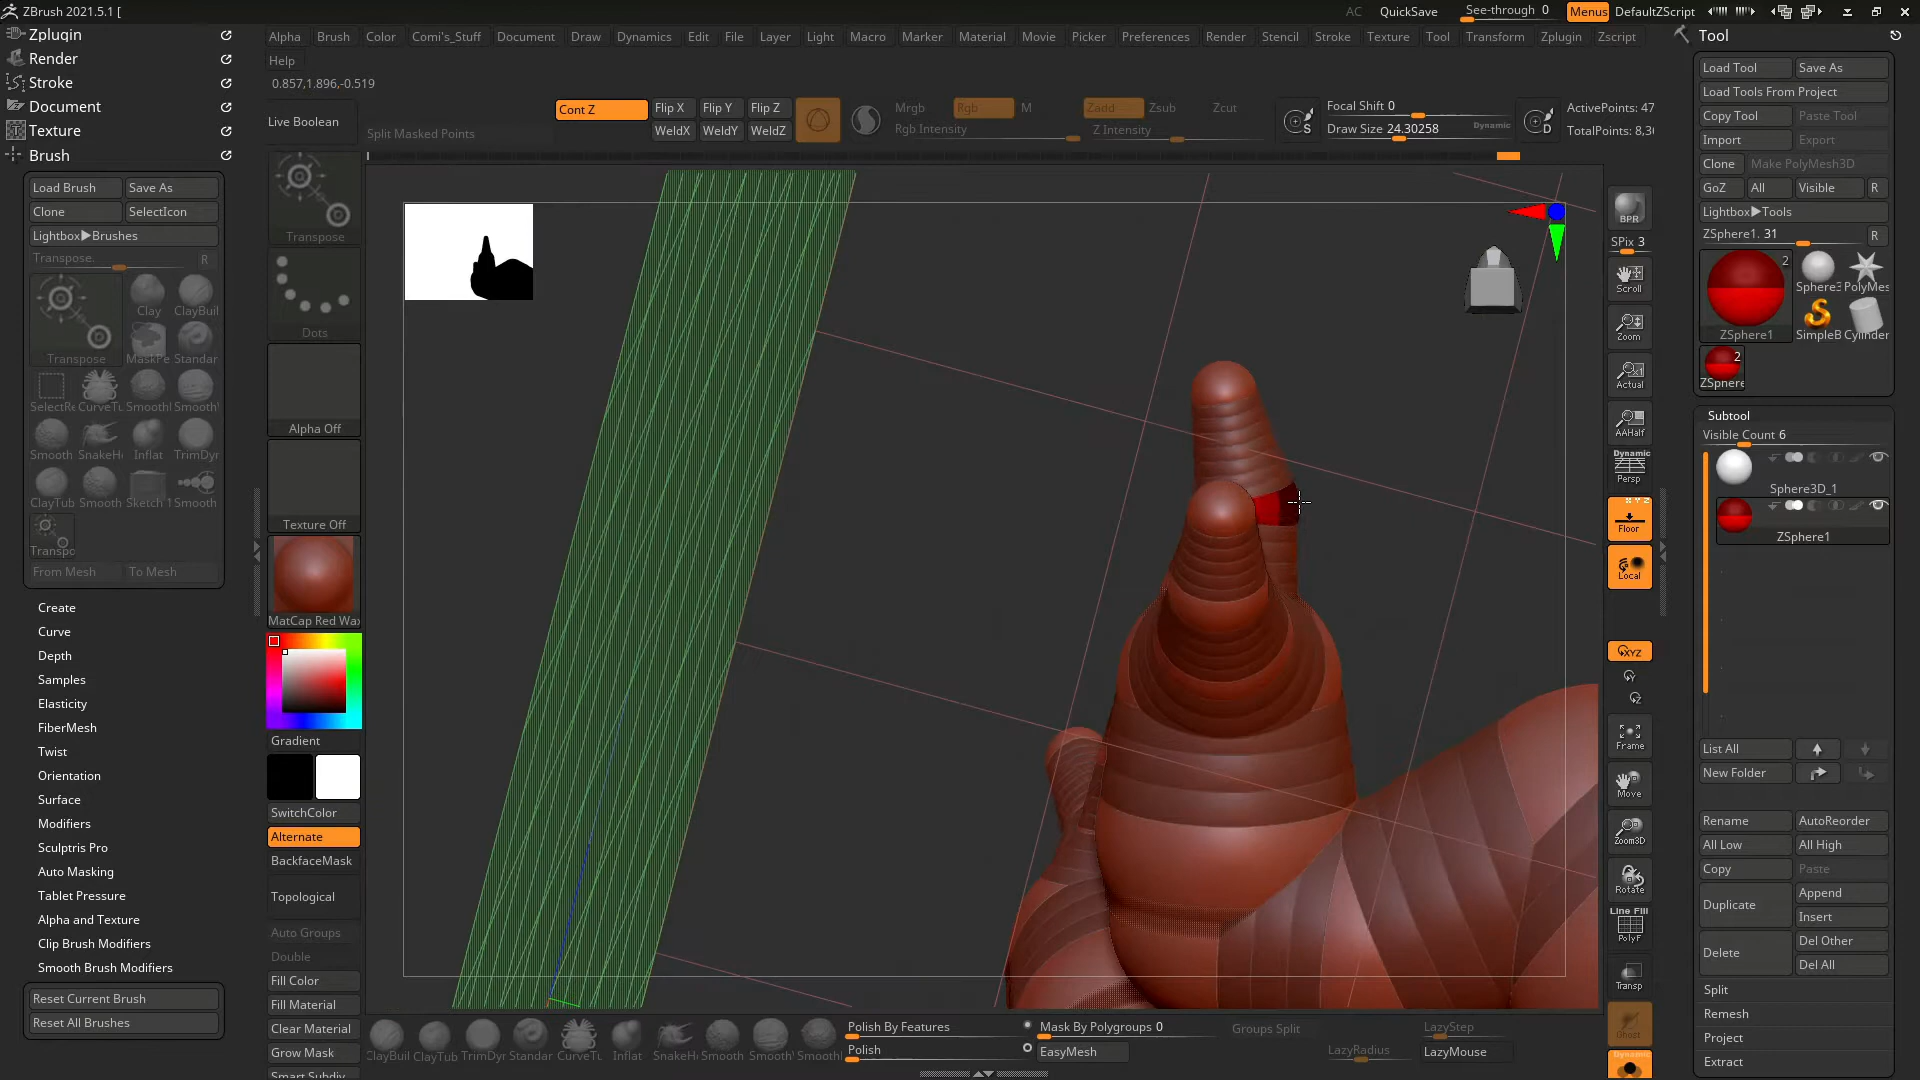 ZBrush 2021.5.1 [
AC
QuickSave
See-through 0
Menus
DefaultZScript
Zplugin
Render
Stroke
Document
Texture
Brush
Alpha Brush Color Comi's_Stuff Document Draw Dynamics Edit File Layer Light Macro Marker Material Movie Picker Preferences Render Stencil Stroke Texture Tool Transform Zplugin Zscript
Help
0.857,1.896,-0.519
Live Boolean
Split Masked Points
Cont Z
Flip X Flip Y Flip Z
WeldX WeldY WeldZ
Mrgb Rgb M
Rgb Intensity
Zadd Zsub Zcut
Z Intensity
S
Focal Shift 0
Draw Size 24.30258
Dynamic
D
ActivePoints: 47
TotalPoints: 8,3
Load Brush Save As
Clone SelectIcon
Lightbox▶Brushes
Transpose. R
Clay ClayBuil
Transpose MaskPe Standar
SelectRe CurveTu Smooth
Smooth SnakeHo Inflat TrimDyr
ClayTub Smooth Sketch 1 Smooth
Transpo
From Mesh To Mesh
Create
Curve
Depth
Samples
Elasticity
FiberMesh
Twist
Orientation
Surface
Modifiers
Sculptris Pro
Auto Masking
Tablet Pressure
Alpha and Texture
Clip Brush Modifiers
Smooth Brush Modifiers
Reset Current Brush
Reset All Brushes
Transpose
Dots
Alpha Off
Texture Off
MatCap Red Wax
Gradient
SwitchColor
Alternate
BackfaceMask
Topological
Auto Groups
Double
Fill Color
Fill Material
Clear Material
Grow Mask
Smart Subdiv
ClayBuil ClayTub TrimDyr Standar CurveTu Inflat SnakeHo Smooth Smooth Smooth
Polish By Features
Polish
Mask By Polygroups 0
EasyMesh
Groups Split
LazyRadius
LazyStep
LazyMouse
BPR
SPix 3
Scroll
Zoom
Actual
AAHalf
Dynamic
Persp
X Y Z
Floor
Local
XYZ
Y
Z
Frame
Move
Zoom3D
Rotate
Line Fill
PolyF
Transp
Ghost
Dynamic
Tool
Load Tool Save As
Load Tools From Project
Copy Tool Paste Tool
Import Export
Clone Make PolyMesh3D
GoZ All Visible R
Lightbox▶Tools
ZSphere1. 31 R
2
Sphere3 PolyMes
ZSphere1 SimpleB Cylinder
2
ZSphere
Subtool
Visible Count 6
Sphere3D_1
ZSphere1
List All
New Folder
Rename AutoReorder
All Low All High
Copy Paste
Duplicate Append
Insert
Delete Del Other
Del All
Split
Remesh
Project
Extract